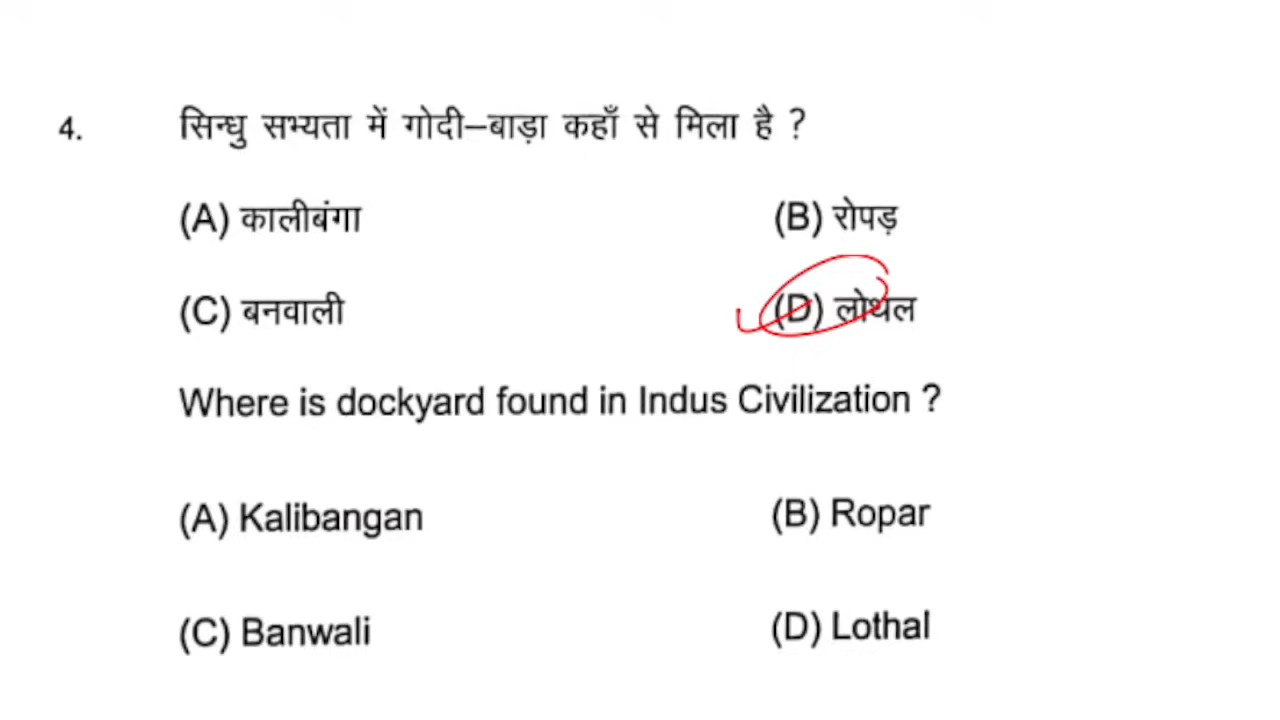 4. सिन्धु सभ्यता में गोदी–बाड़ा कहाँ से मिला है ?
(A) कालीबंगा (B) रोपड़
(C) बनवाली (D) लोथल
Where is dockyard found in Indus Civilization ?
(A) Kalibangan (B) Ropar
(C) Banwali (D) Lothal